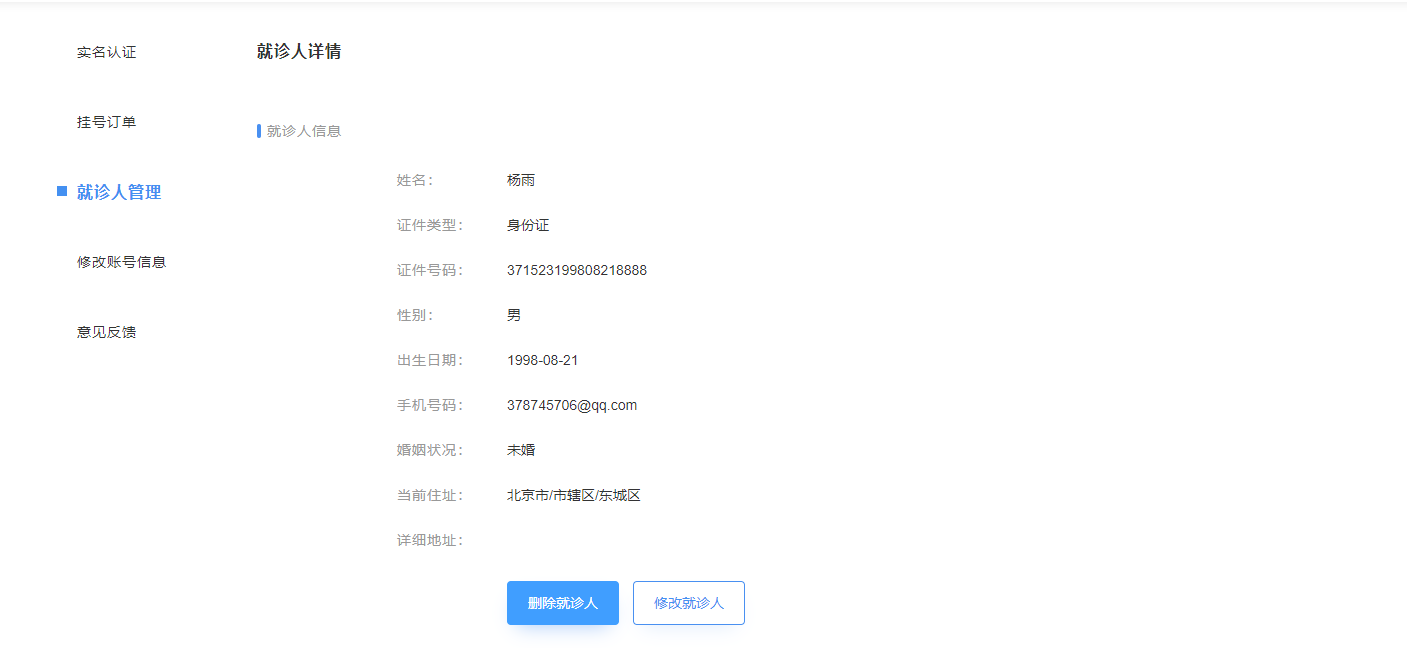 实名认证
挂号订单
就诊人管理
修改账号信息
意见反馈
就诊人详情
就诊人信息
姓名： 杨雨
证件类型： 身份证
证件号码： 371523199808218888
性别： 男
出生日期： 1998-08-21
手机号码： 378745706@qq.com
婚姻状况： 未婚
当前住址： 北京市/市辖区/东城区
详细地址：
删除就诊人 修改就诊人